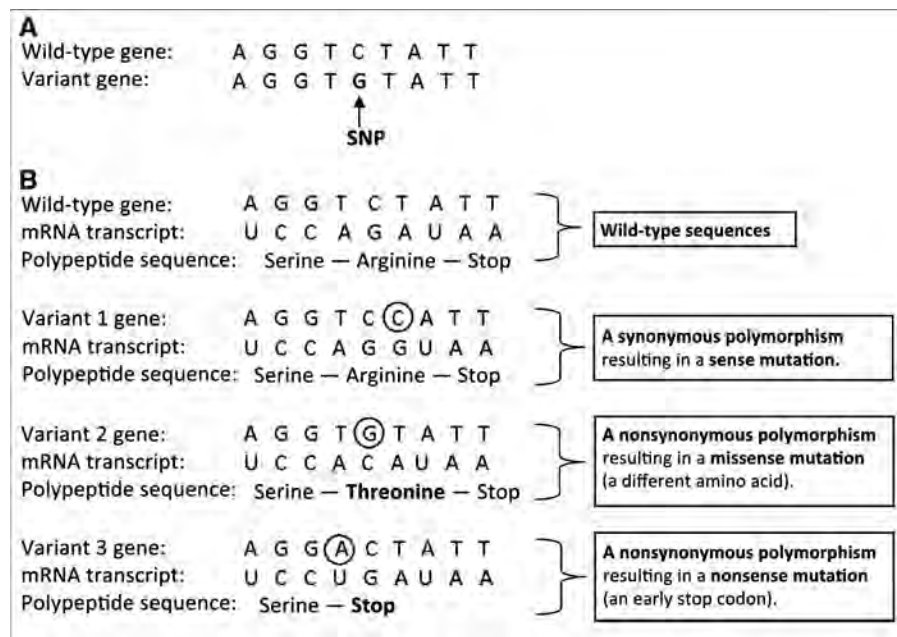 A
Wild-type gene: A G G T C T A T T
Variant gene: A G G T G T A T T
SNP
B
Wild-type gene: A G G T C T A T T
mRNA transcript: U C C A G A U A A
Polypeptide sequence: Serine — Arginine — Stop
Wild-type sequences
Variant 1 gene: A G G T C C A T T
mRNA transcript: U C C A G G U A A
Polypeptide sequence: Serine — Arginine — Stop
A synonymous polymorphism
resulting in a sense mutation.
Variant 2 gene: A G G T G T A T T
mRNA transcript: U C C A C A U A A
Polypeptide sequence: Serine — Threonine — Stop
A nonsynonymous polymorphism
resulting in a missense mutation
(a different amino acid).
Variant 3 gene: A G G A C T A T T
mRNA transcript: U C C U G A U A A
Polypeptide sequence: Serine — Stop
A nonsynonymous polymorphism
resulting in a nonsense mutation
(an early stop codon).